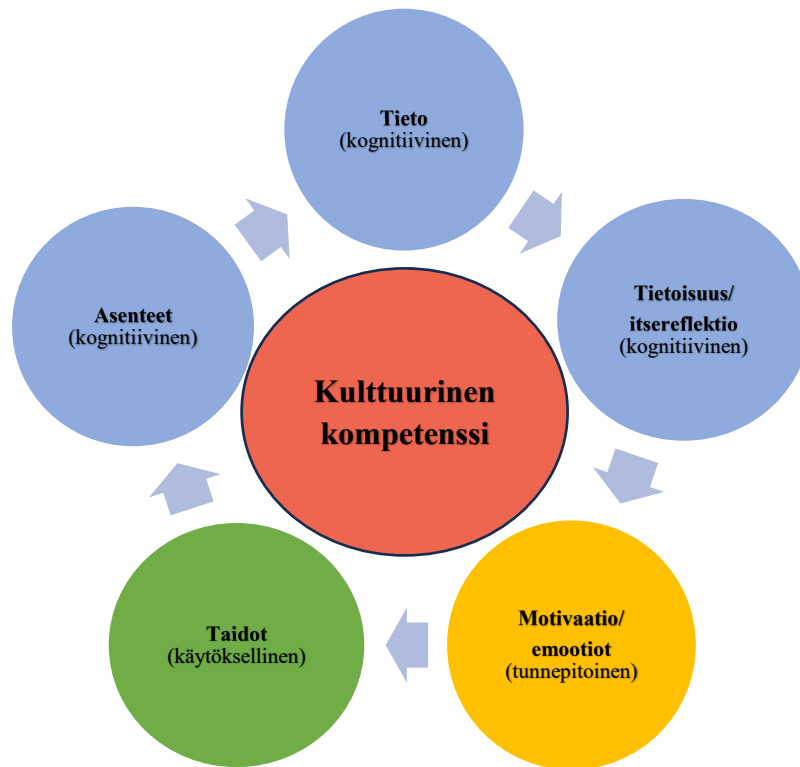 Tieto
(kognitiivinen)
Tietoisuus/
itsereflektio
(kognitiivinen)
Asenteet
(kognitiivinen)
Kulttuurinen
kompetenssi
Motivaatio/
emootiot
(tunnepitoinen)
Taidot
(käytöksellinen)